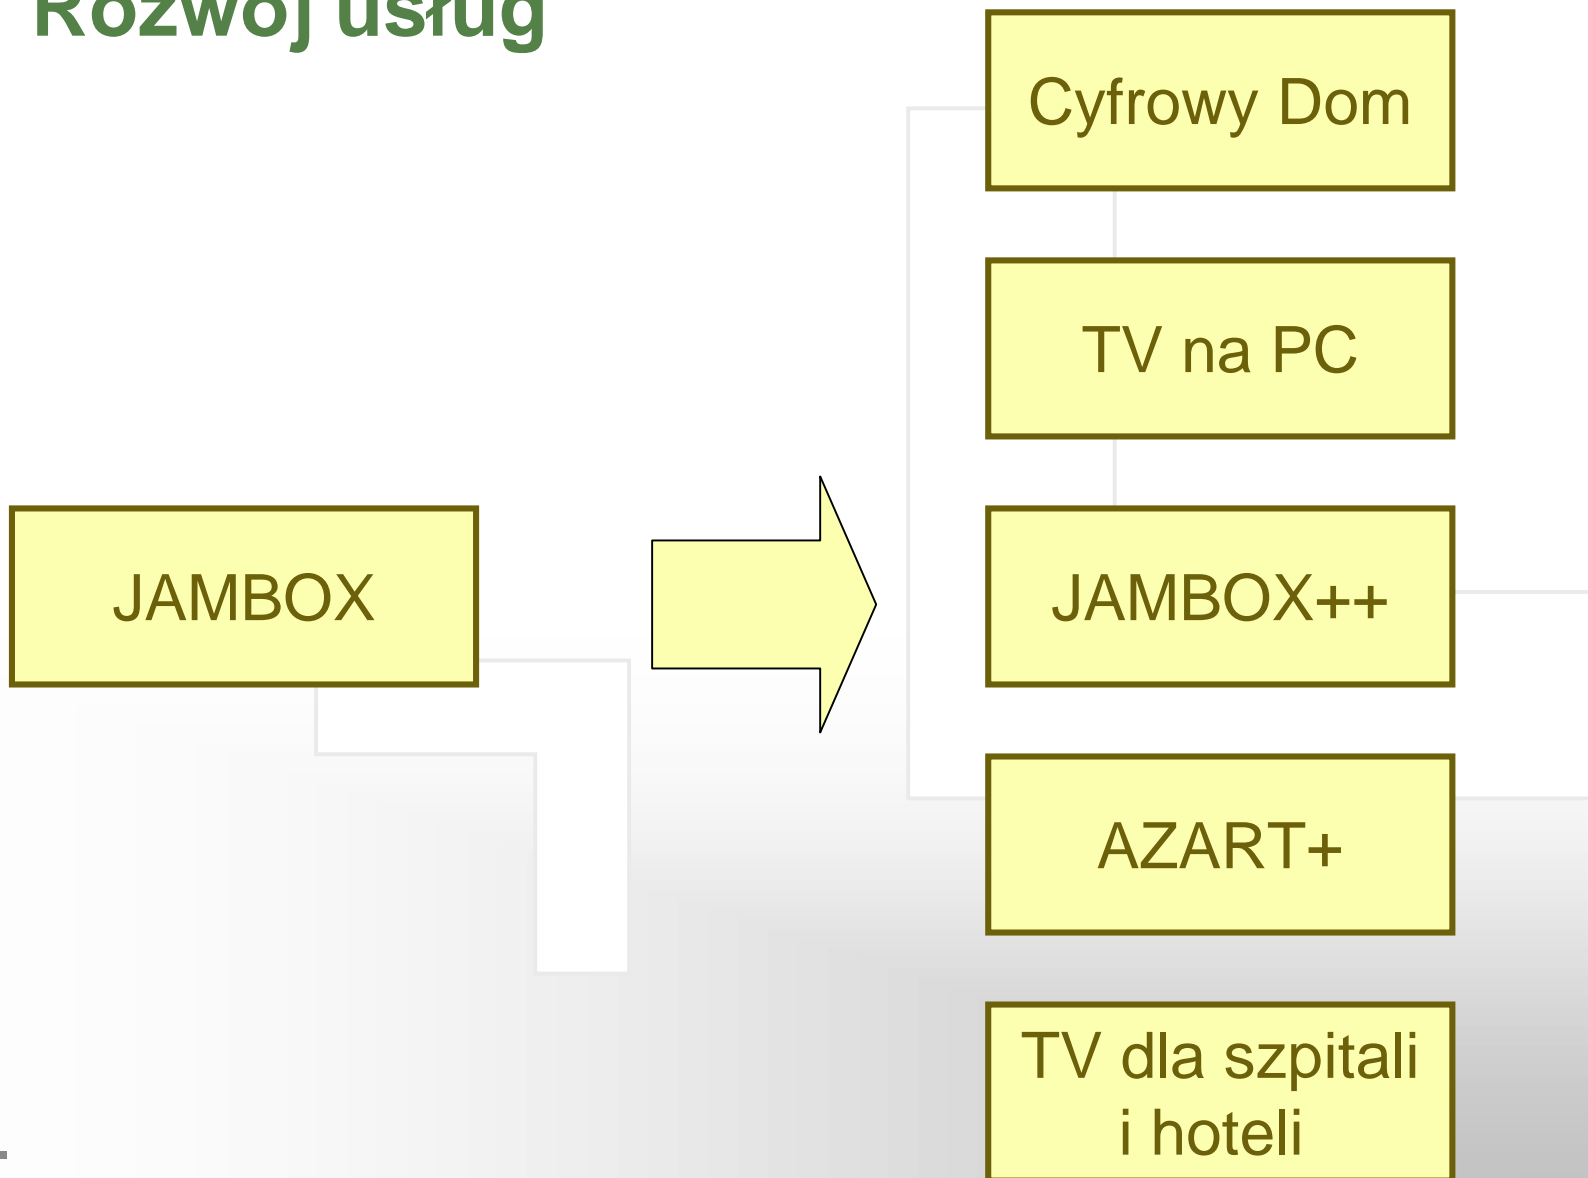 Rozwój usług
Cyfrowy Dom
TV na PC
JAMBOX
JAMBOX++
AZART+
TV dla szpitali
i hoteli